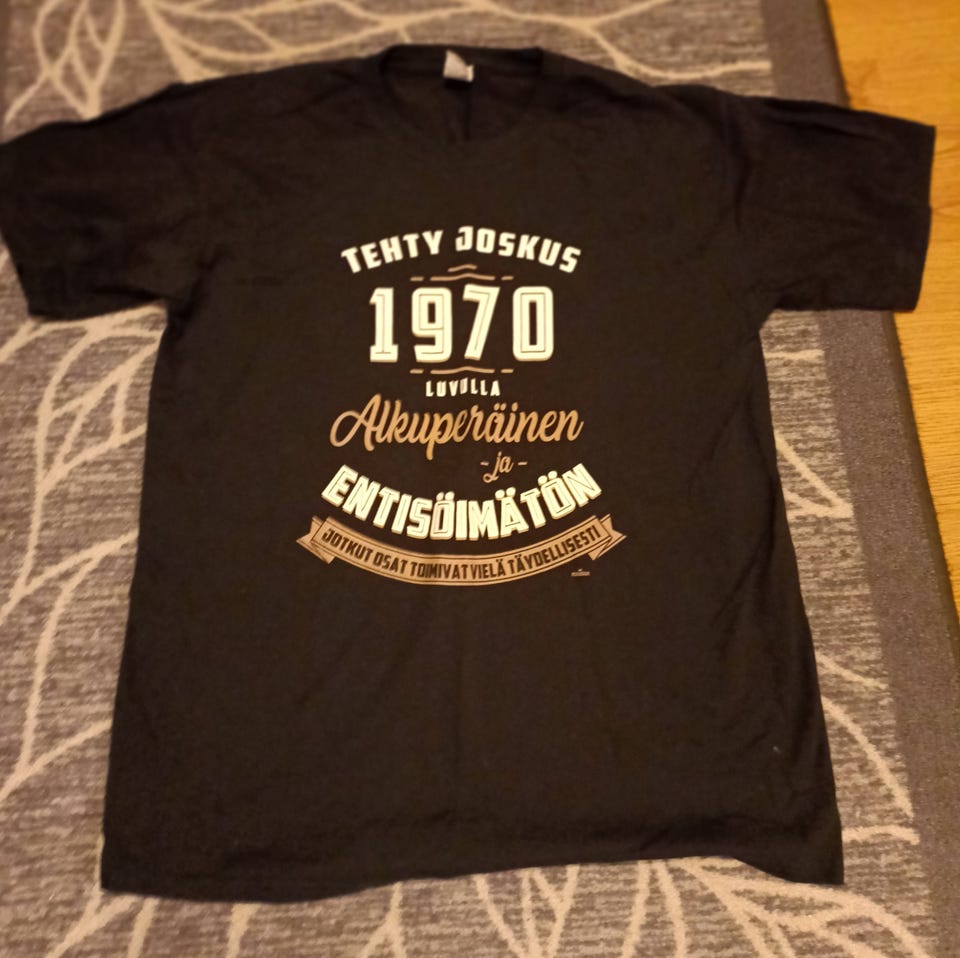 TEHTY JOSKUS
1970
LUVULLA
Alkuperäinen
- ja -
ENTISÖIMÄTÖN
JOTKUT OSAT TOIMIVAT VIELÄ TÄYDELLISESTI